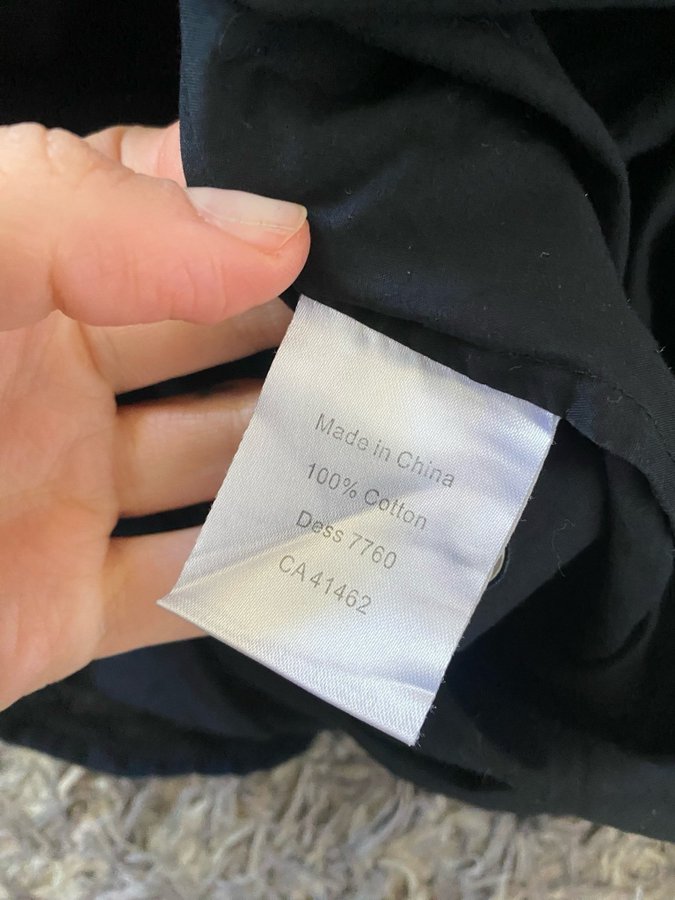 Made in China
100% Cotton
Dess 7760
CA 41462